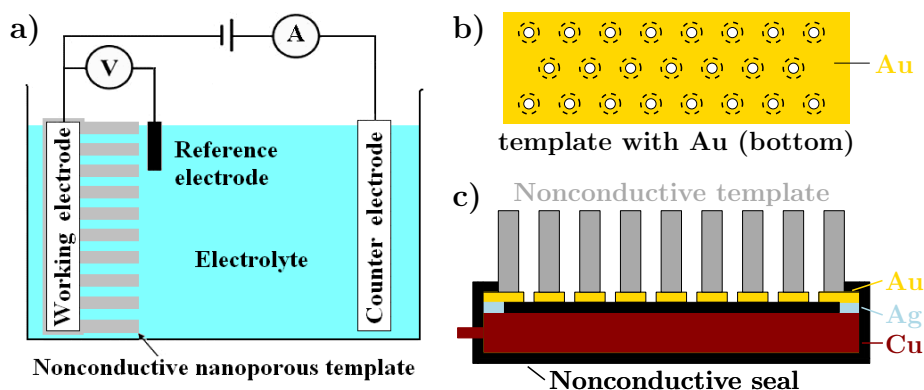 a)
A
V
Working electrode
Reference
electrode
Electrolyte
Counter electrode
Nonconductive nanoporous template
b)
Au
template with Au (bottom)
c)
Nonconductive template
Au
Ag
Cu
Nonconductive seal